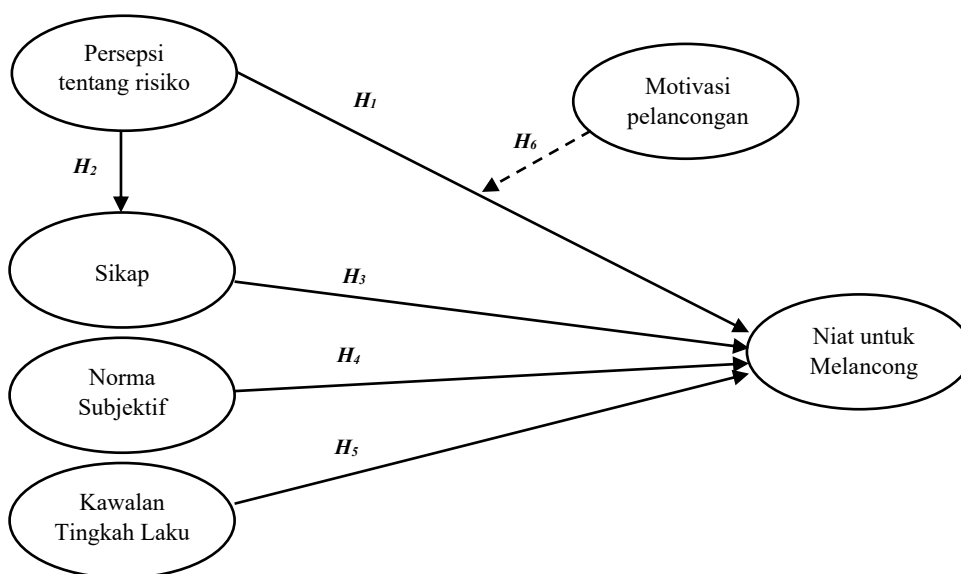 Persepsi
tentang risiko
H1
Motivasi
pelancongan
H6
H2
Sikap
H3
Niat untuk
Melancong
Norma
Subjektif
H4
H5
Kawalan
Tingkah Laku